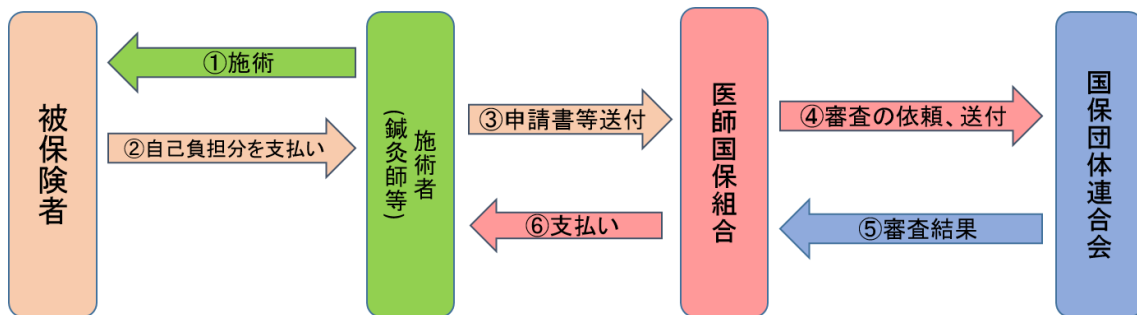 被保険者
①施術
②自己負担分を支払い
施術者
(鍼灸師等)
③申請書等送付
⑥支払い
医師国保組合
④審査の依頼、送付
⑤審査結果
国保団体連合会